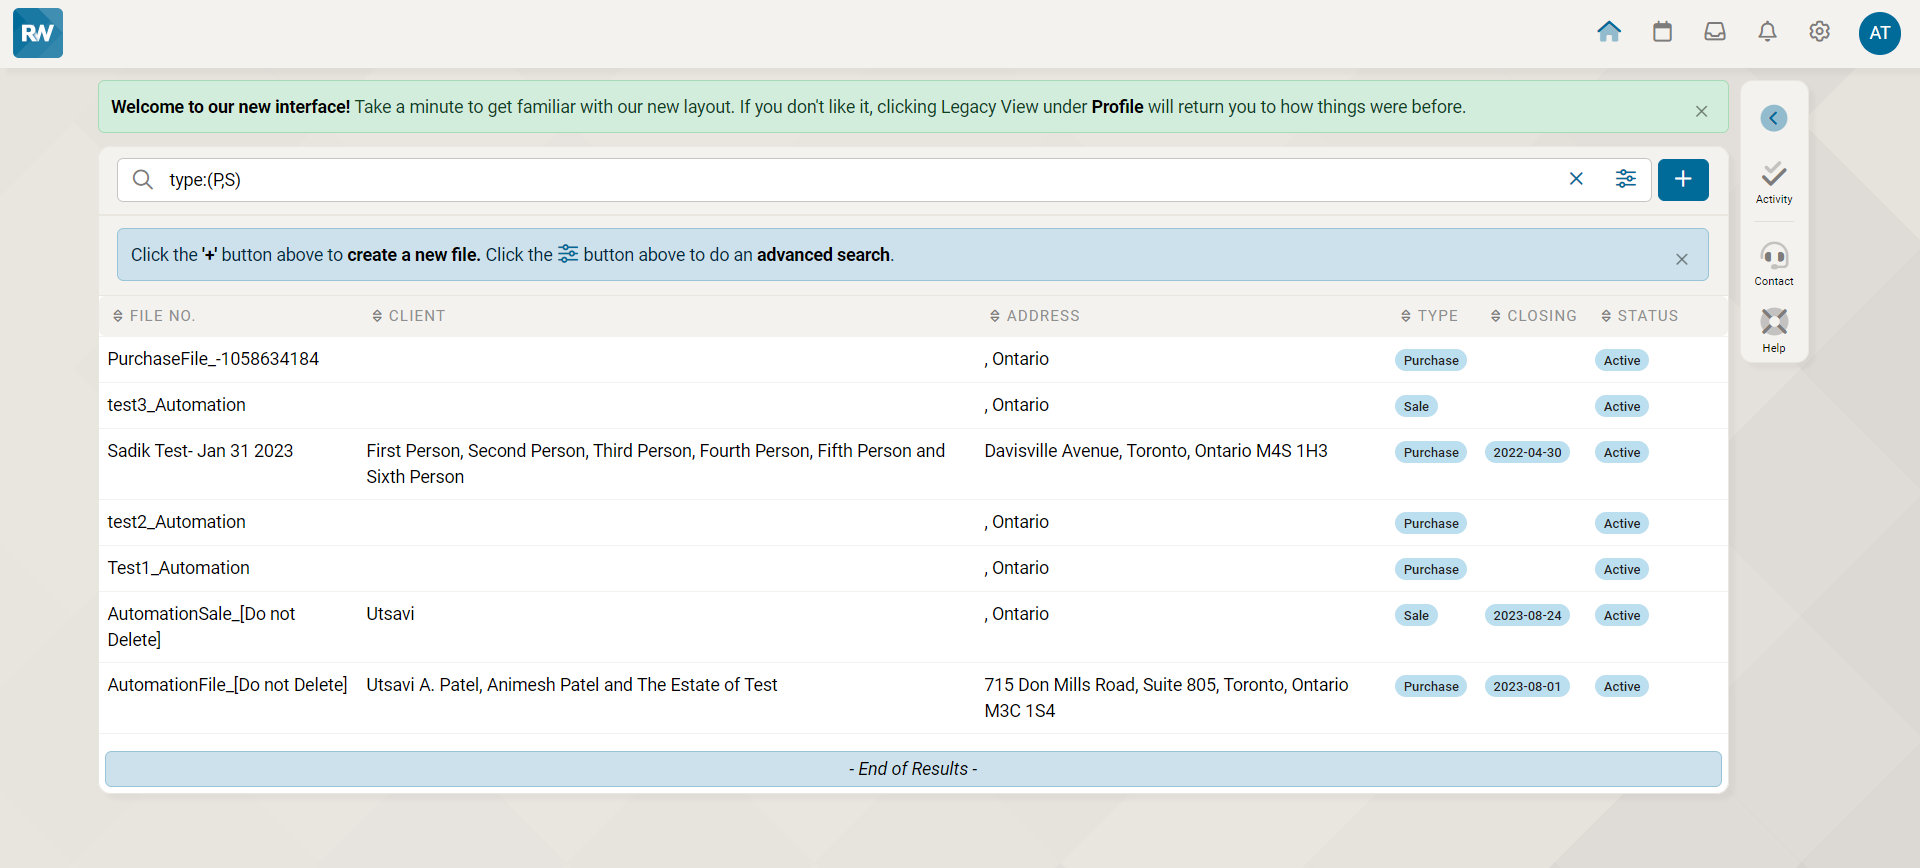 RW
AT
Welcome to our new interface! Take a minute to get familiar with our new layout. If you don't like it, clicking Legacy View under Profile will return you to how things were before.
type:(P,S)
Click the '+' button above to create a new file. Click the button above to do an advanced search.
FILE NO. CLIENT ADDRESS TYPE CLOSING STATUS
PurchaseFile_-1058634184 , Ontario Purchase Active
test3_Automation , Ontario Sale Active
Sadik Test- Jan 31 2023 First Person, Second Person, Third Person, Fourth Person, Fifth Person and Davisville Avenue, Toronto, Ontario M4S 1H3 Purchase 2022-04-30 Active
Sixth Person
test2_Automation , Ontario Purchase Active
Test1_Automation , Ontario Purchase Active
AutomationSale_[Do not Utsavi , Ontario Sale 2023-08-24 Active
Delete]
AutomationFile_[Do not Delete] Utsavi A. Patel, Animesh Patel and The Estate of Test 715 Don Mills Road, Suite 805, Toronto, Ontario Purchase 2023-08-01 Active
M3C 1S4
- End of Results -
Activity
Contact
Help